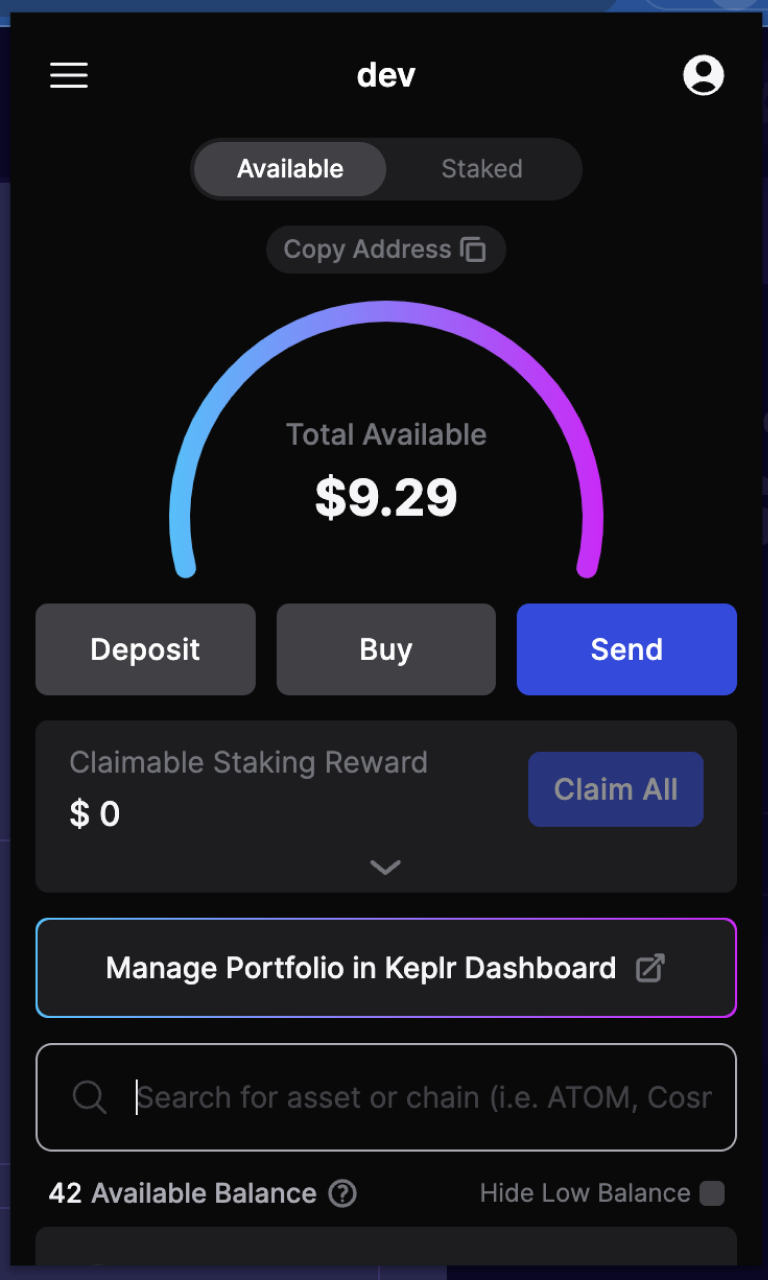 dev
Available Staked
Copy Address
Total Available
$9.29
Deposit Buy Send
Claimable Staking Reward
$ 0
Claim All
Manage Portfolio in Keplr Dashboard
Search for asset or chain (i.e. ATOM, Cosm
42 Available Balance Hide Low Balance